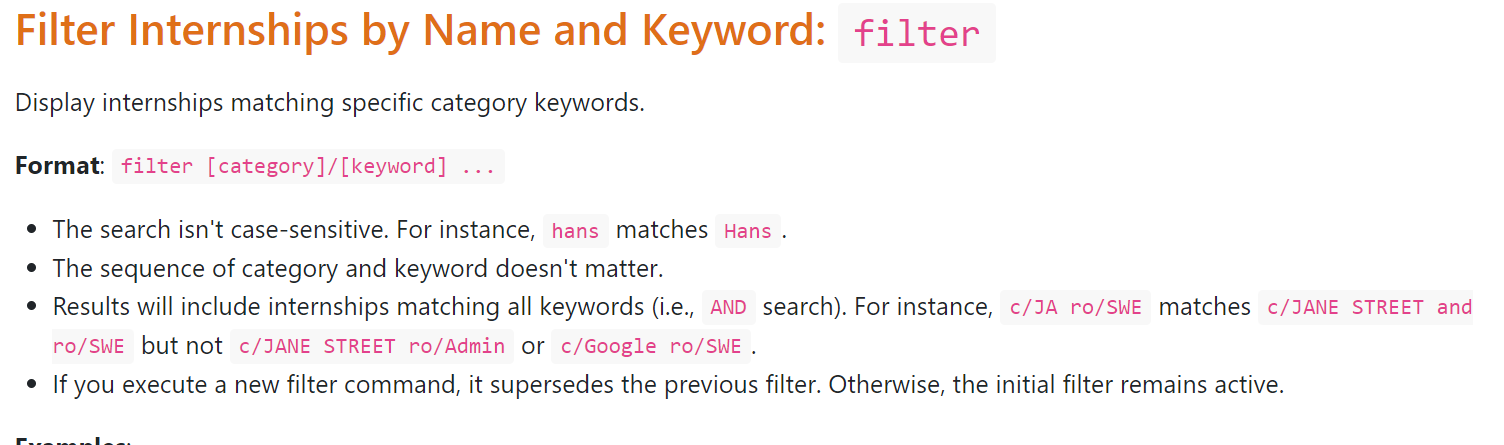 Filter Internships by Name and Keyword: filter
Display internships matching specific category keywords.
Format: filter [category]/[keyword] ...
The search isn't case-sensitive. For instance, hans matches Hans.
The sequence of category and keyword doesn't matter.
Results will include internships matching all keywords (i.e., AND search). For instance, c/JA ro/SWE matches c/JANE STREET and
ro/SWE but not c/JANE STREET ro/Admin or c/Google ro/SWE.
If you execute a new filter command, it supersedes the previous filter. Otherwise, the initial filter remains active.
Examples: